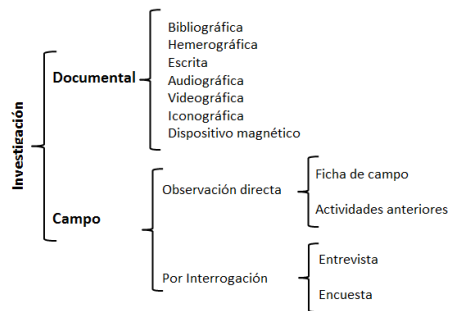 Investigación
Documental
Bibliográfica
Hemerográfica
Escrita
Audiográfica
Videográfica
Iconográfica
Dispositivo magnético
Campo
Observación directa
Ficha de campo
Actividades anteriores
Por Interrogación
Entrevista
Encuesta